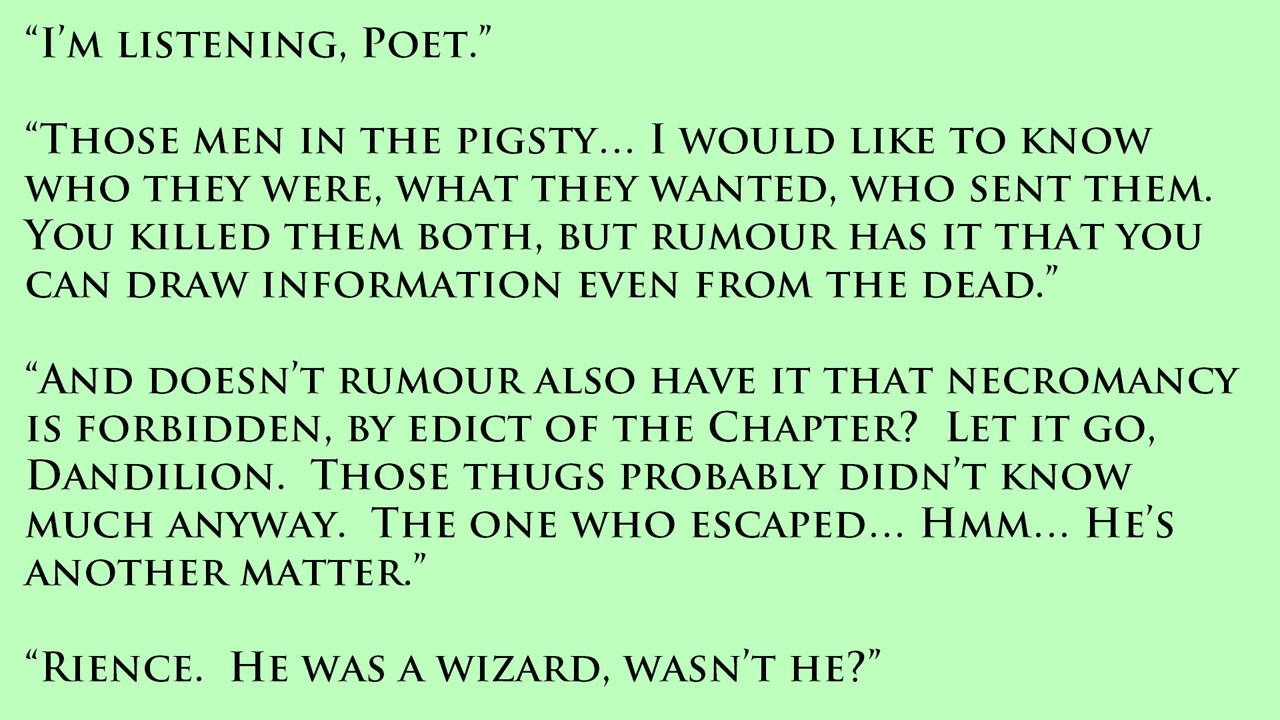 “I’m listening, Poet.”
“Those men in the pigsty… I would like to know
who they were, what they wanted, who sent them.
You killed them both, but rumour has it that you
can draw information even from the dead.”
“And doesn’t rumour also have it that necromancy
is forbidden, by edict of the Chapter?  Let it go,
Dandilion.  Those thugs probably didn’t know
much anyway.  The one who escaped… Hmm… He’s
another matter.”
“Rience.  He was a wizard, wasn’t he?”